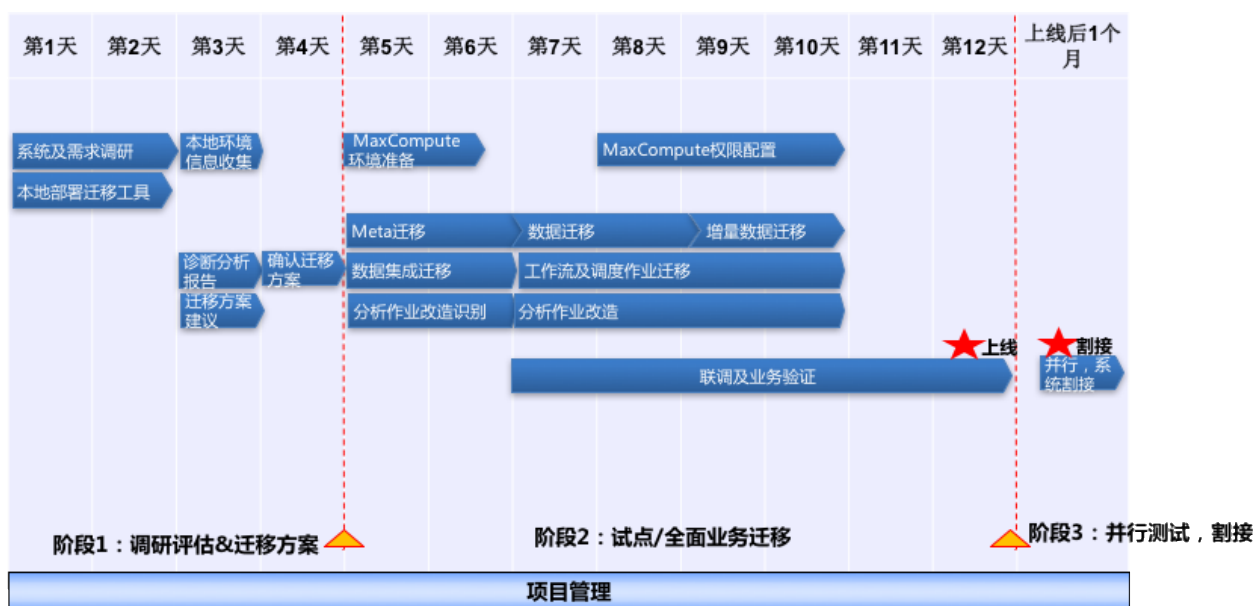 第1天
第2天
第3天
第4天
第5天
第6天
第7天
第8天
第9天
第10天
第11天
第12天
上线后1个
月
系统及需求调研
本地环境
信息收集
MaxCompute
环境准备
MaxCompute权限配置
本地部署迁移工具
Meta迁移
数据迁移
增量数据迁移
诊断分析
报告
确认迁移
方案
数据集成迁移
工作流及调度作业迁移
迁移方案
建议
分析作业改造识别
分析作业改造
上线
割接
联调及业务验证
并行，系
统割接
阶段1：调研评估&迁移方案
阶段2：试点/全面业务迁移
阶段3：并行测试，割接
项目管理